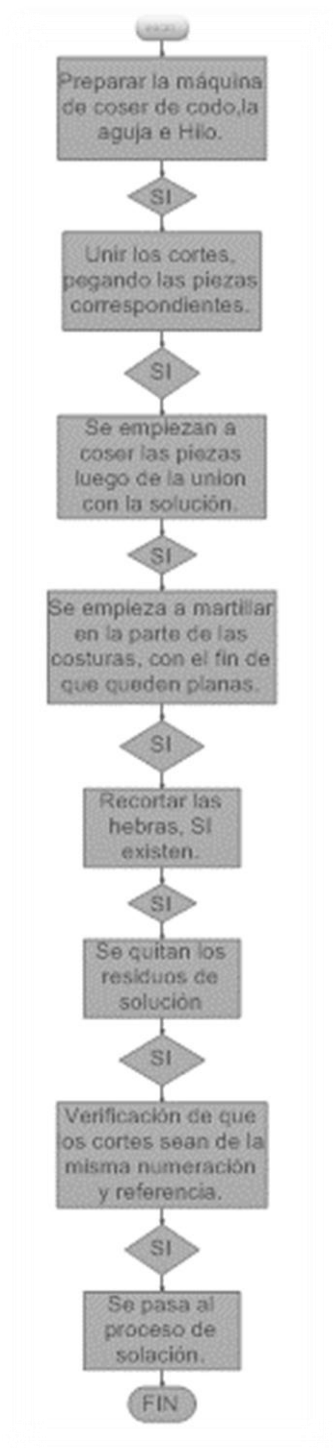 Preparar la máquina
de coser de codo,la
aguja e Hilo.
SI
Unir los cortes,
pegando las piezas
correspondientes.
SI
Se empiezan a
coser las piezas
luego de la union
con la solución.
SI
Se empieza a martillar
en la parte de las
costuras, con el fin de
que queden planas.
SI
Recortar las
hebras, SI
existen.
SI
Se quitan los
residuos de
solución
SI
Verificación de que
los cortes sean de la
misma numeración
y referencia.
SI
Se pasa al
proceso de
solación.
FIN